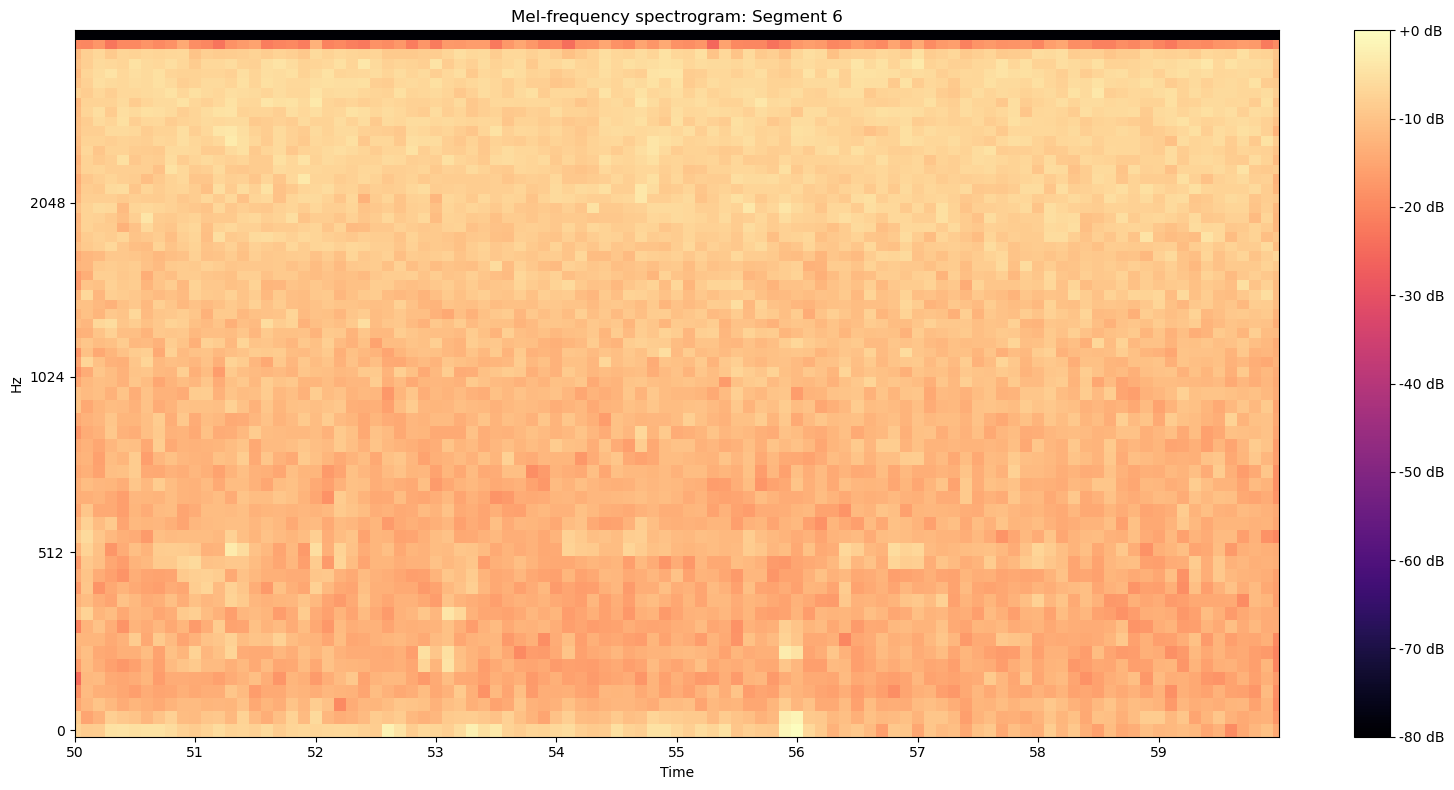 Mel-frequency spectrogram: Segment 6
Hz
2048
1024
512
0
50 51 52 53 54 55 56 57 58 59
Time
+0 dB
-10 dB
-20 dB
-30 dB
-40 dB
-50 dB
-60 dB
-70 dB
-80 dB